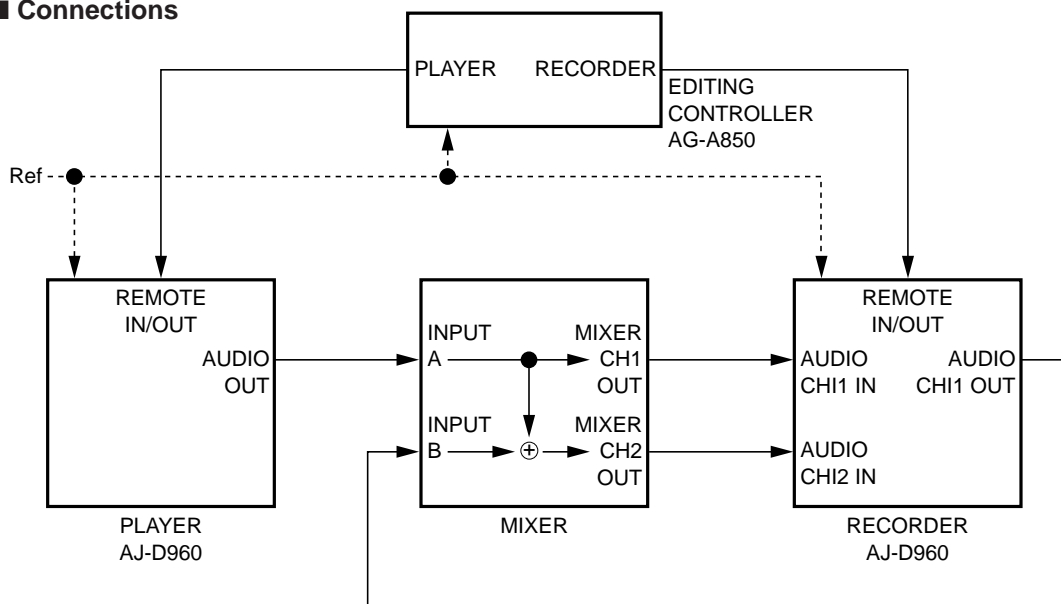 ■ Connections
PLAYER RECORDER
EDITING
CONTROLLER
AG-A850
Ref
REMOTE
IN/OUT
AUDIO
OUT
PLAYER
AJ-D960
INPUT
A
MIXER
CH1
OUT
INPUT
B
+
MIXER
CH2
OUT
MIXER
REMOTE
IN/OUT
AUDIO
CHI1 IN
AUDIO
CHI1 OUT
AUDIO
CHI2 IN
RECORDER
AJ-D960